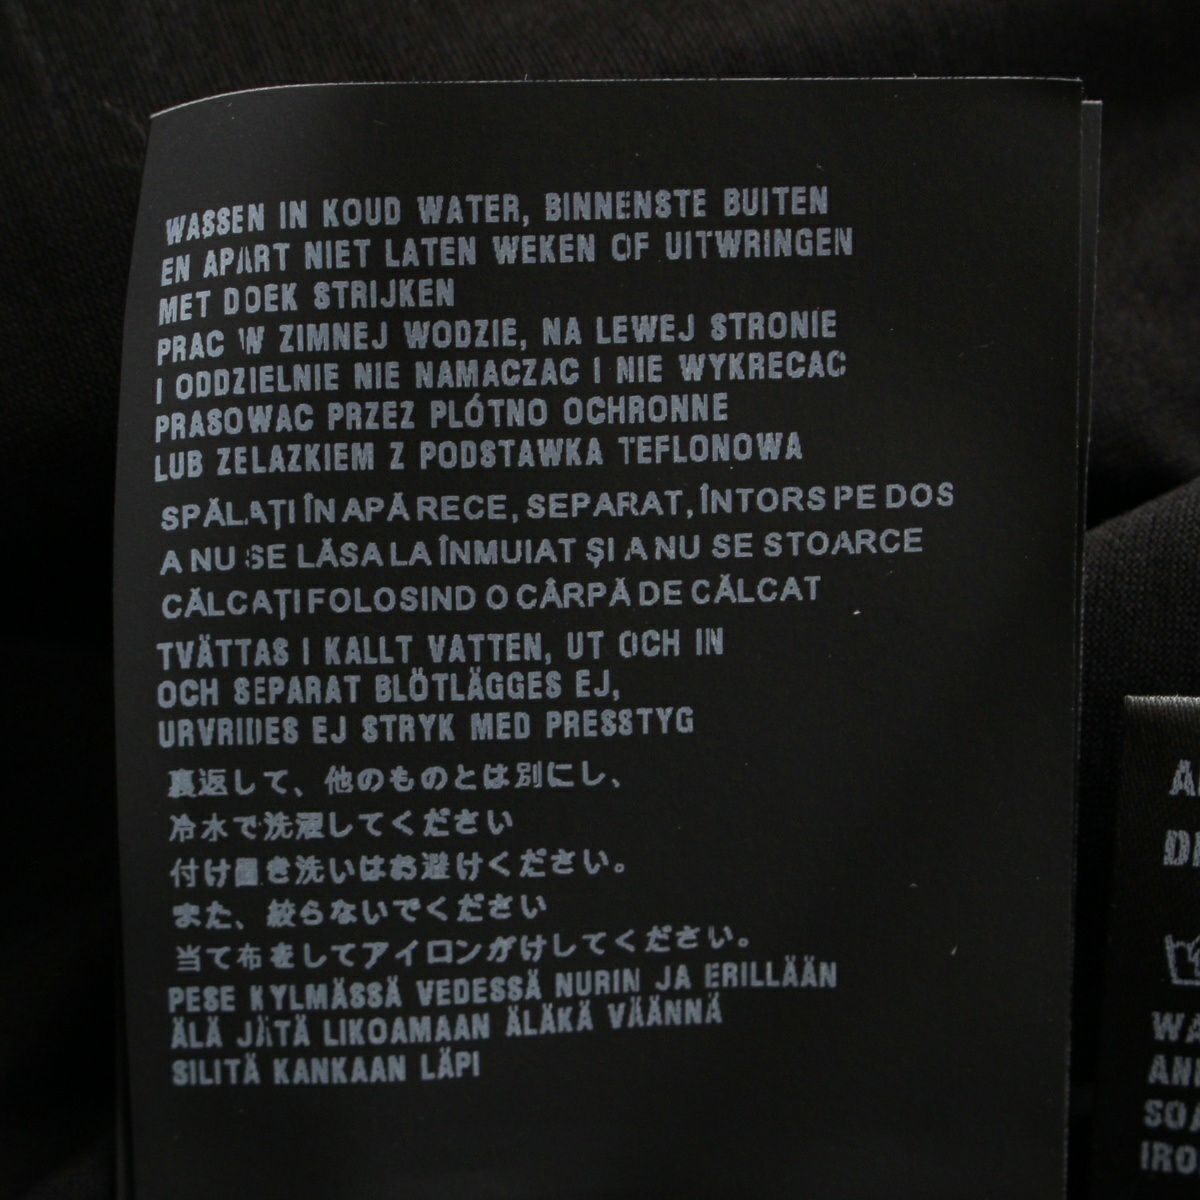 WASSEN IN KOUD WATER, BINNENSTE BUITEN
EN APART NIET LATEN WEKEN OF UITWRINGEN
MET DOEK STRIJKEN
PRAC W ZIMNEJ WODZIE, NA LEWEJ STRONIE
I ODDZIELNIE NIE NAMACZAC I NIE WYKRECAC
PRASOWAC PRZEZ PLÓTNO OCHRONNE
LUB ZELAZKIEM Z PODSTAWKA TEFLONOWA
SPĂLAŢI ÎN APĂ RECE, SEPARAT, ÎNTORS PE DOS
A NU SE LĂSA LA ÎNMUIAT ŞI A NU SE STOARCE
CĂLCAŢI FOLOSIND O CÂRPĂ DE CĂLCAT
TVÄTTAS I KALLT VATTEN, UT OCH IN
OCH SEPARAT BLÖTLÄGGES EJ,
URVRIDES EJ STRYK MED PRESSTYG
裏返して、他のものとは別にし、
冷水で洗濯してください
付け置き洗いはお避けください。
また、絞らないでください
当て布をしてアイロンがけしてください。
PESE KYLMÄSSÄ VEDESSÄ NURIN JA ERILLÄÄN
ÄLÄ JÄTÄ LIKOAMAAN ÄLÄKÄ VÄÄNNÄ
SILITÄ KANKAAN LÄPI